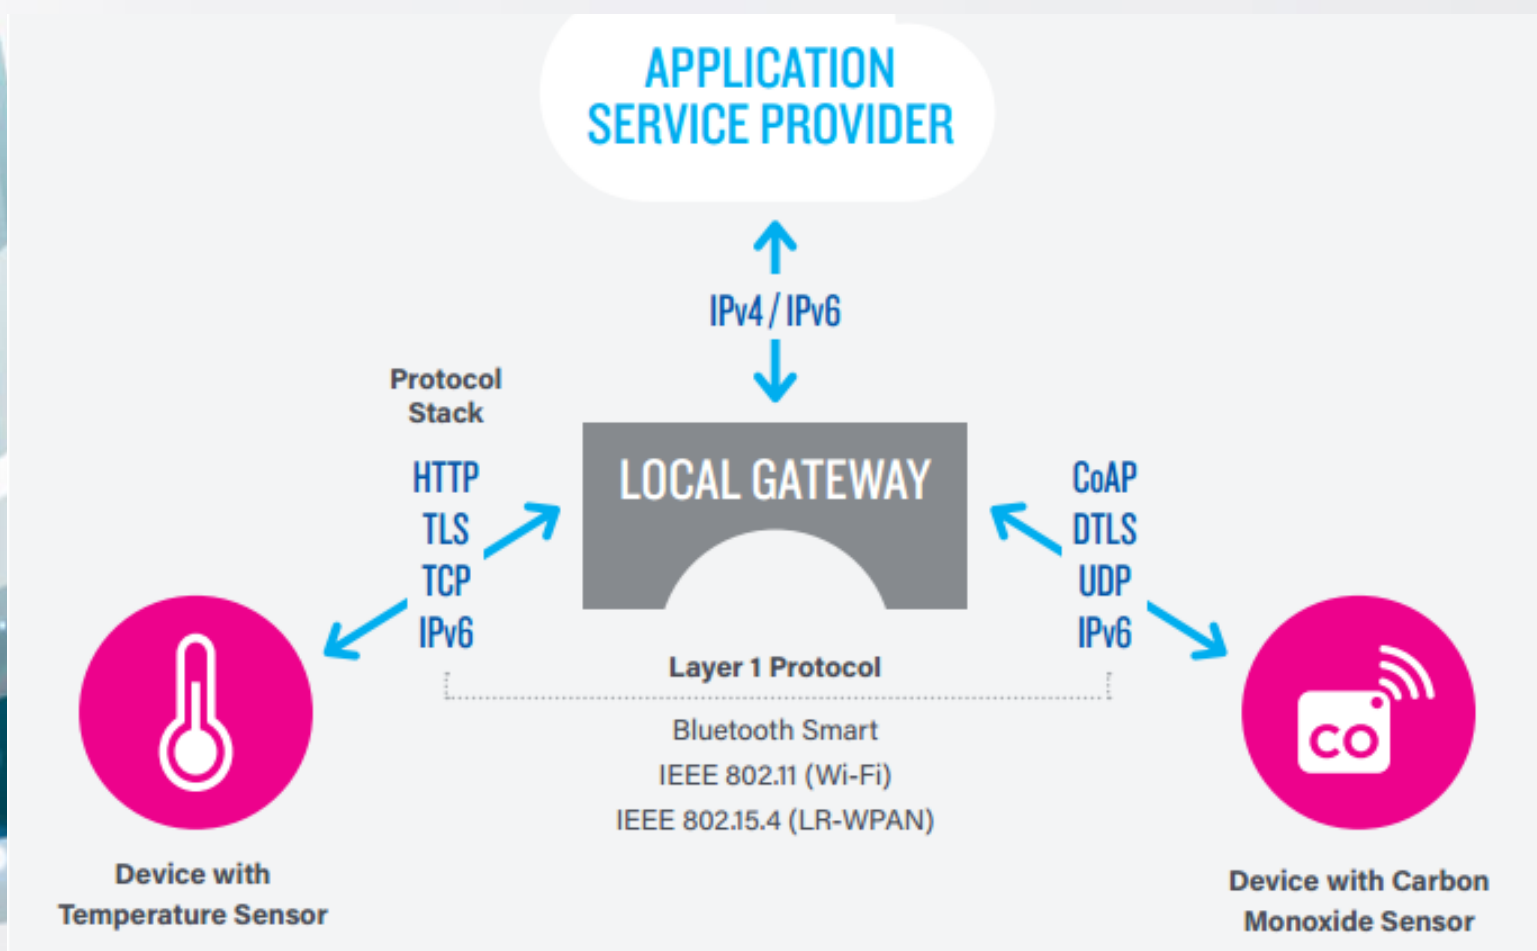 APPLICATION
SERVICE PROVIDER
IPv4 / IPv6
Protocol
Stack
HTTP
TLS
TCP
IPv6
LOCAL GATEWAY
CoAP
DTLS
UDP
IPv6
Layer 1 Protocol
Bluetooth Smart
IEEE 802.11 (Wi-Fi)
IEEE 802.15.4 (LR-WPAN)
CO
Device with
Temperature Sensor
Device with Carbon
Monoxide Sensor